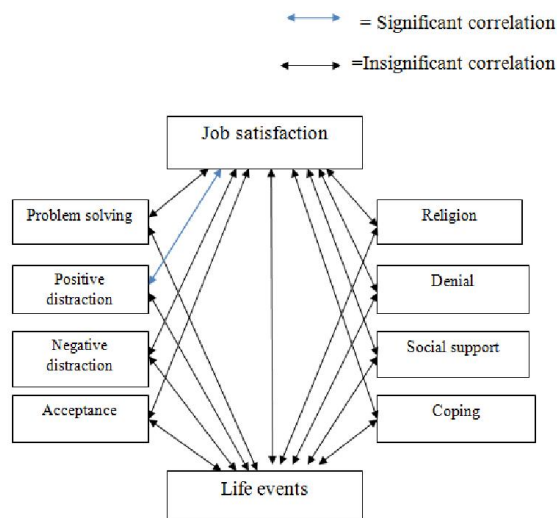 = Significant correlation
=Insignificant correlation
Job satisfaction
Problem solving
Positive
distraction
Negative
distraction
Acceptance
Religion
Denial
Social support
Coping
Life events